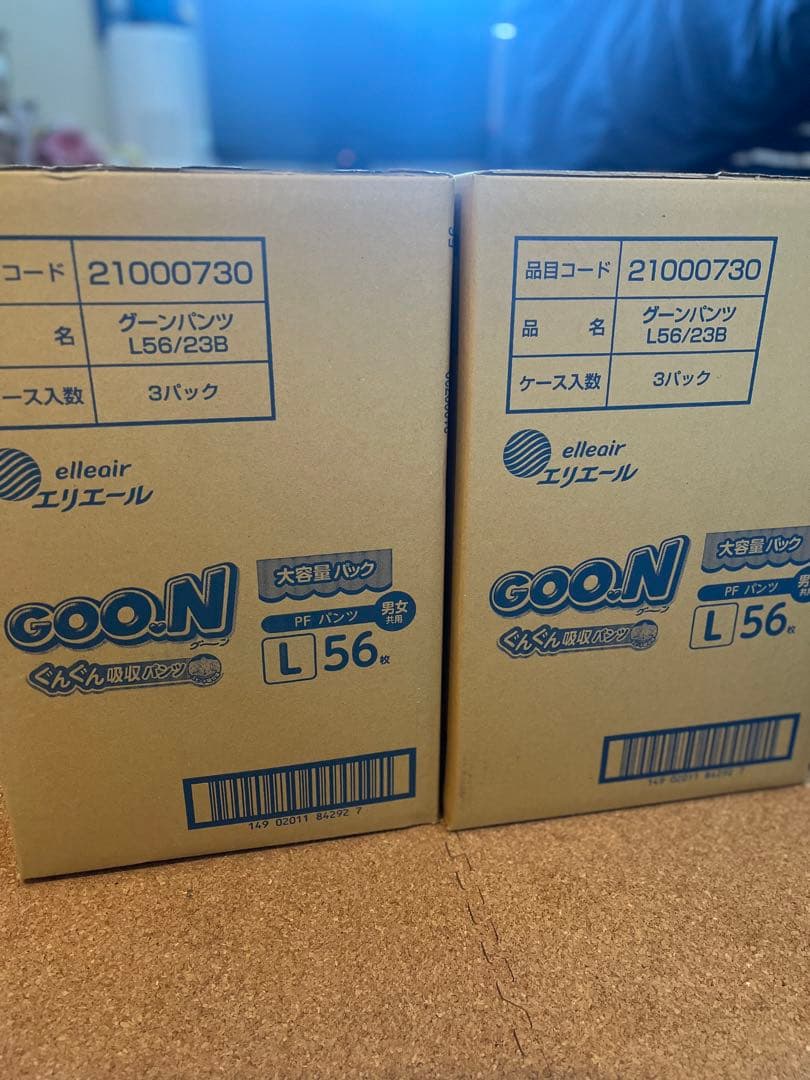 コード 21000730
名 グーンパンツ
L56/23B
ース入数 3パック
elleair
エリエール
GOO.N
グーン
ぐんぐん吸収パンツ
大容量パック
PF パンツ 男女
共用
L 56枚
149 02011 84292 7
品目コード 21000730
品 名 グーンパンツ
L56/23B
ケース入数 3パック
elleair
エリエール
GOO.N
グーン
ぐんぐん吸収パンツ
大容量パック
PF パンツ 男
共用
L 56枚
149 02011 84292 7